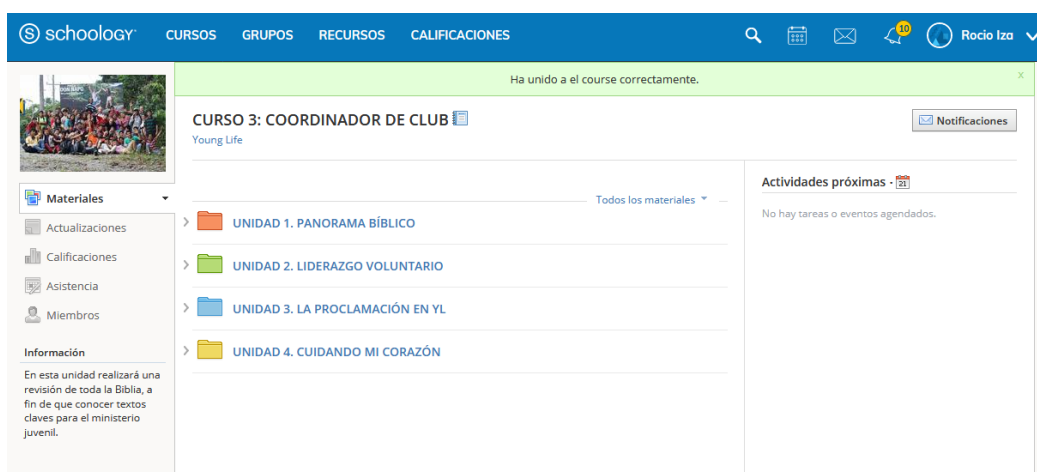 schoology
CURSOS GRUPOS RECURSOS CALIFICACIONES
10
Rocio Iza
Ha unido a el course correctamente.
x
CURSO 3: COORDINADOR DE CLUB
Young Life
Notificaciones
Materiales
Actualizaciones
Calificaciones
Asistencia
Miembros
Información
En esta unidad realizará una
revisión de toda la Biblia, a
fin de que conocer textos
claves para el ministerio
juvenil.
Todos los materiales
UNIDAD 1. PANORAMA BÍBLICO
UNIDAD 2. LIDERAZGO VOLUNTARIO
UNIDAD 3. LA PROCLAMACIÓN EN YL
UNIDAD 4. CUIDANDO MI CORAZÓN
Actividades próximas - 21
No hay tareas o eventos agendados.